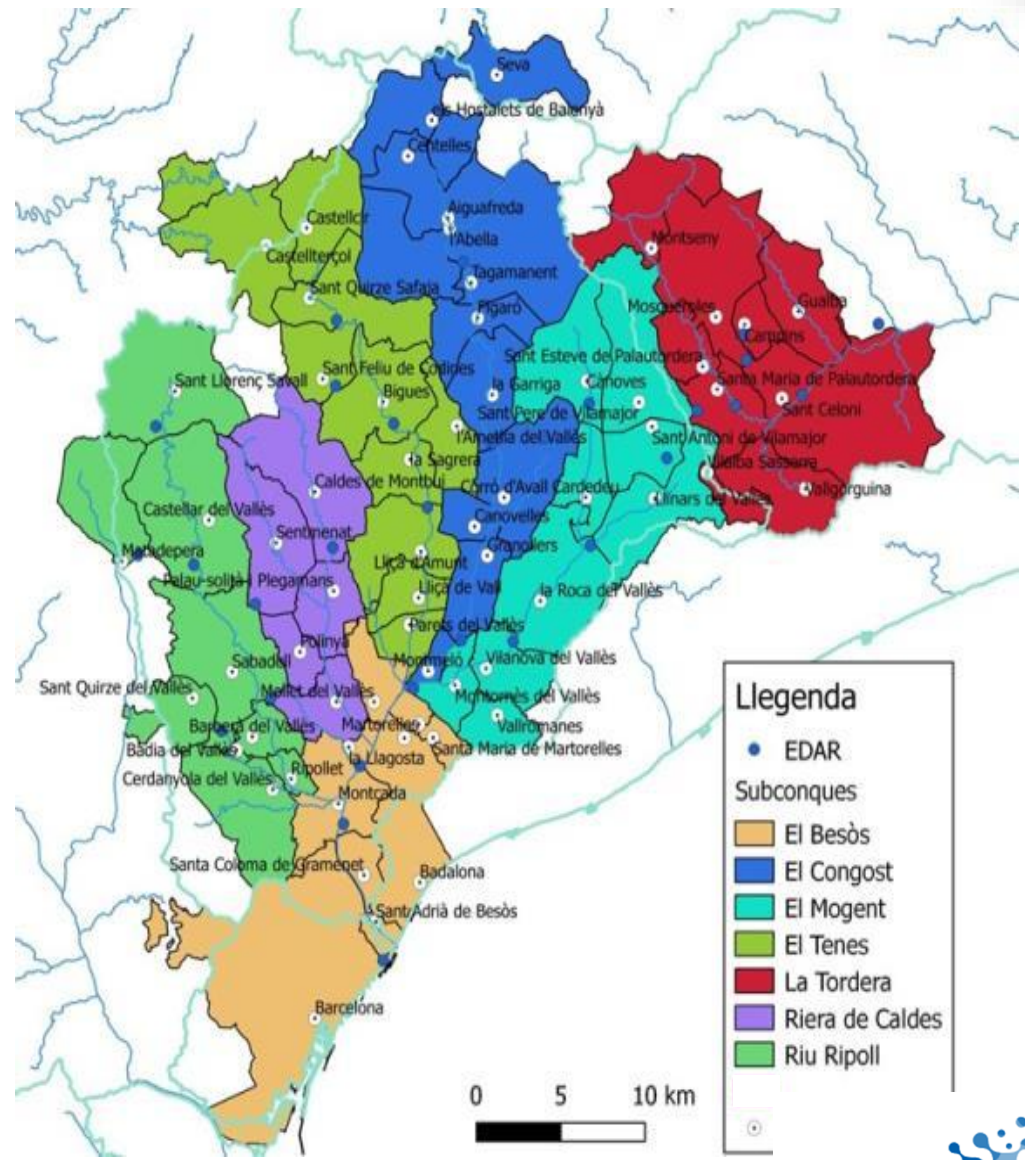 Seva
els Hostalets de Balenyà
Centelles
Aiguafreda
l'Abella
Castellcir
Castellterçol
Montseny
Tagamanent
Sant Quirze Safaja
Mosqueroles
Gualba
Figaró
Campins
Sant Esteve de Palautordera
Sant Feliu de Codines
Sant Llorenç Savall
la Garriga
Cànoves
Santa Maria de Palautordera
Bigues
Sant Celoni
Sant Pere de Vilamajor
l'Ametlla del Vallès
Sant Antoni de Vilamajor
la Sagrera
Vilalba Sasserra
Caldes de Montbui
Corró d'Avall
Cardedeu
Llinars del Vallès
Vallgorguina
Castellar del Vallès
Canovelles
Sentmenat
Granollers
Matadepera
Lliçà d'Amunt
Palau-solità i Plegamans
Lliçà de Vall
la Roca del Vallès
Parets del Vallès
Polinyà
Sabadell
Montmeló
Vilanova del Vallès
Sant Quirze del Vallès
Mollet del Vallès
Montornès del Vallès
Barberà del Vallès
Martorelles
Vallromanes
Badia del Vallès
la Llagosta
Santa Maria de Martorelles
Cerdanyola del Vallès
Ripollet
Montcada
Santa Coloma de Gramenet
Badalona
Sant Adrià de Besòs
Barcelona
Llegenda
EDAR
Subconques
El Besòs
El Congost
El Mogent
El Tenes
La Tordera
Riera de Caldes
Riu Ripoll
0 5 10 km